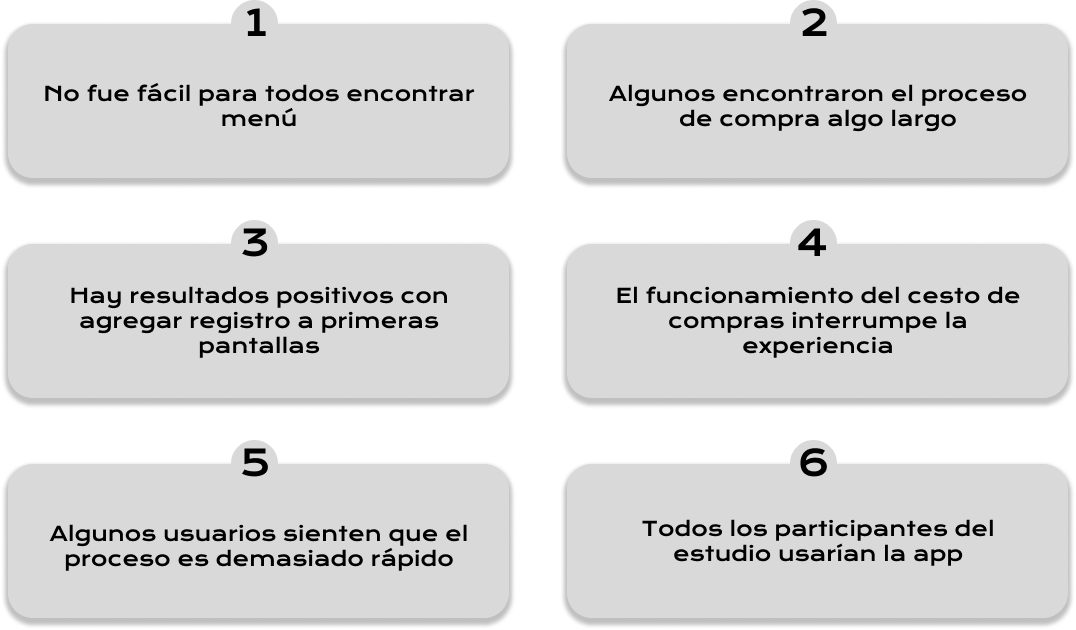 1
No fue fácil para todos encontrar
menú
2
Algunos encontraron el proceso
de compra algo largo
3
Hay resultados positivos con
agregar registro a primeras
pantallas
4
El funcionamiento del cesto de
compras interrumpe la
experiencia
5
Algunos usuarios sienten que el
proceso es demasiado rápido
6
Todos los participantes del
estudio usarían la app